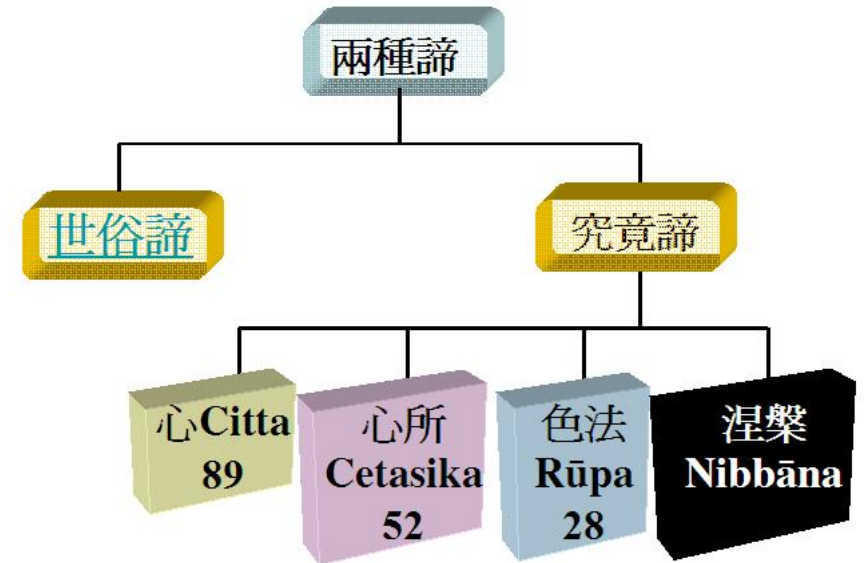 兩種諦
世俗諦
究竟諦
心Citta
89
心所
Cetasika
52
色法
Rūpa
28
涅槃
Nibbāna